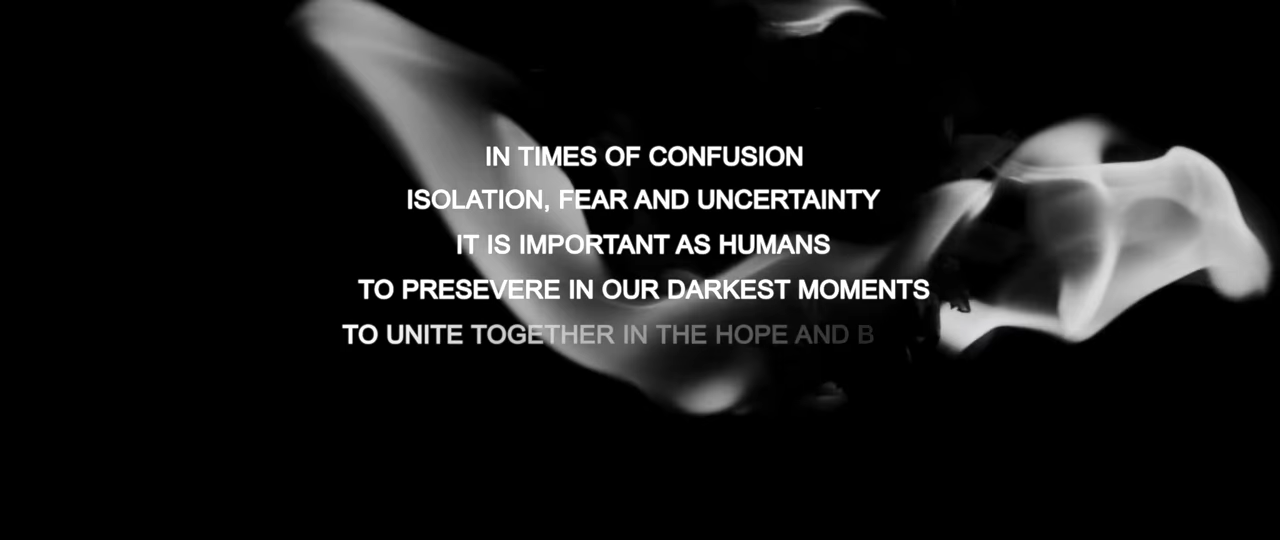 IN TIMES OF CONFUSION
ISOLATION, FEAR AND UNCERTAINTY
IT IS IMPORTANT AS HUMANS
TO PRESEVERE IN OUR DARKEST MOMENTS
TO UNITE TOGETHER IN THE HOPE AND B